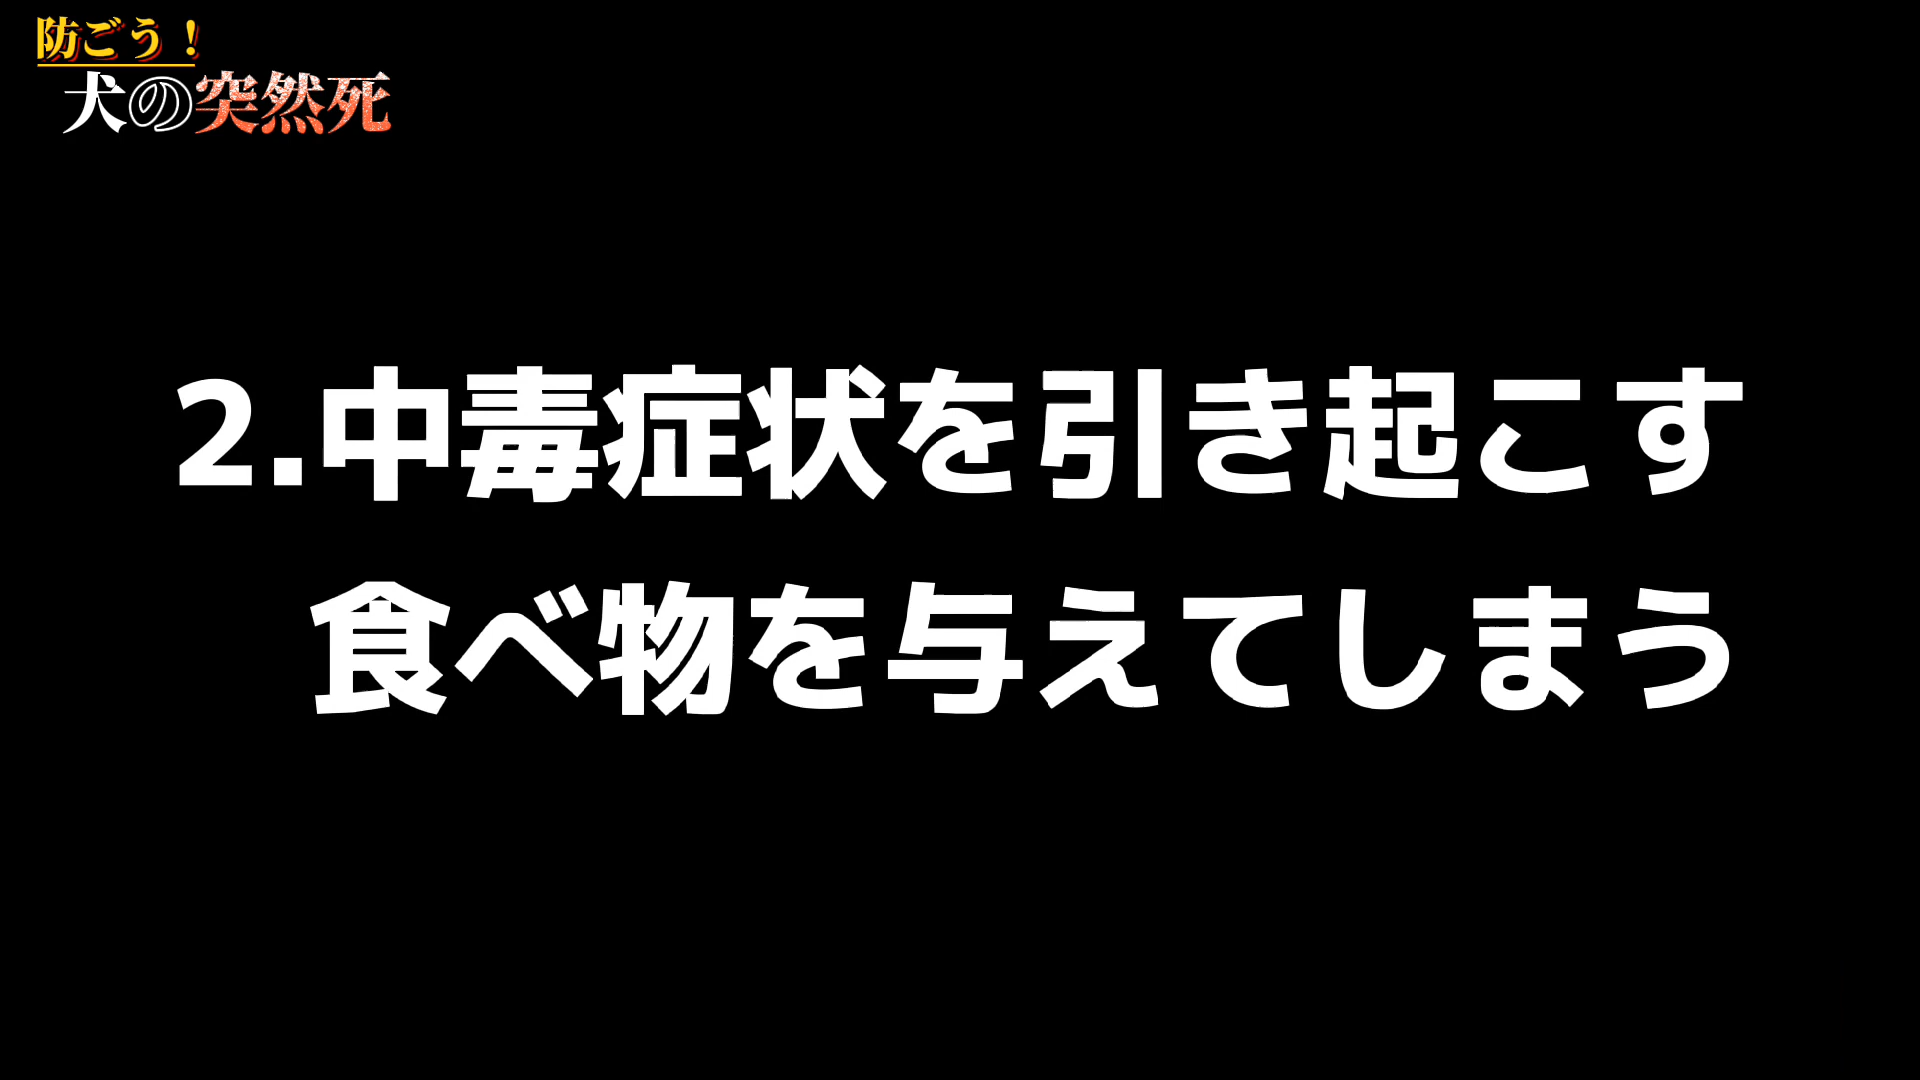 防ごう！
犬の突然死
2.中毒症状を引き起こす
食べ物を与えてしまう